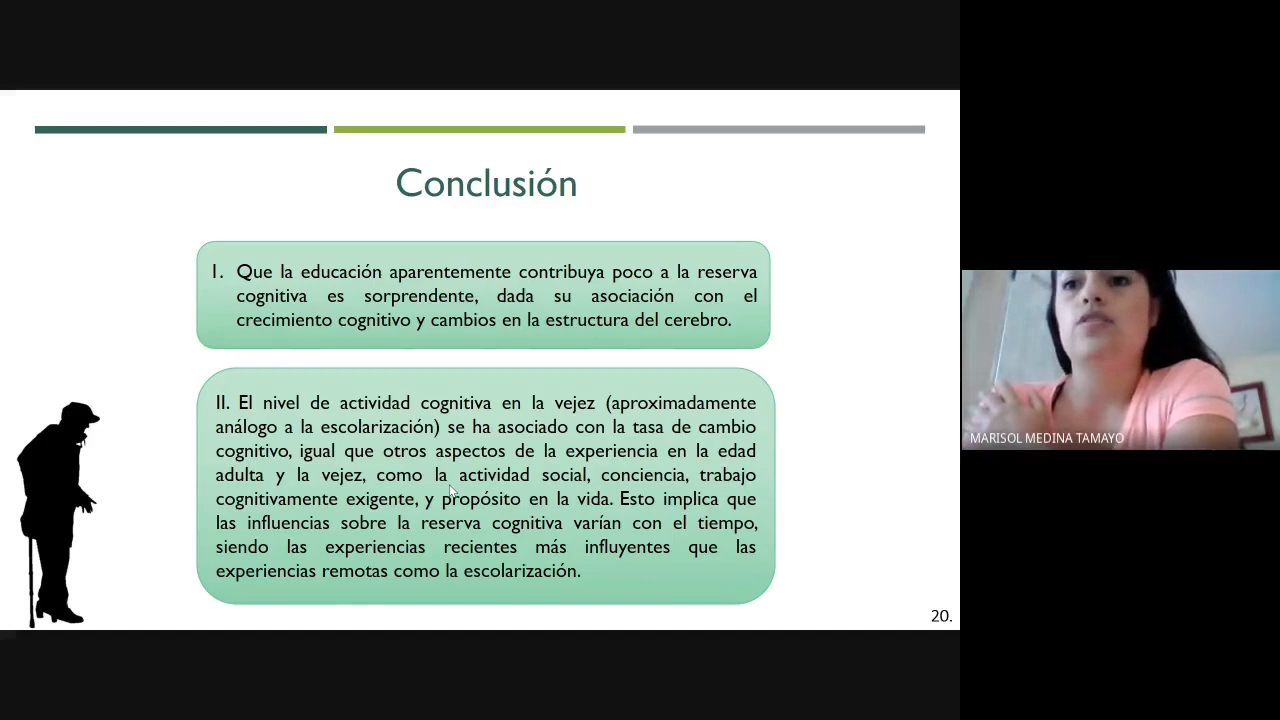 Conclusión
I. Que la educación aparentemente contribuya poco a la reserva
cognitiva es sorprendente, dada su asociación con el
crecimiento cognitivo y cambios en la estructura del cerebro.
II. El nivel de actividad cognitiva en la vejez (aproximadamente
análogo a la escolarización) se ha asociado con la tasa de cambio
cognitivo, igual que otros aspectos de la experiencia en la edad
adulta y la vejez, como la actividad social, conciencia, trabajo
cognitivamente exigente, y propósito en la vida. Esto implica que
las influencias sobre la reserva cognitiva varían con el tiempo,
siendo las experiencias recientes más influyentes que las
experiencias remotas como la escolarización.
20.
MARISOL MEDINA TAMAYO